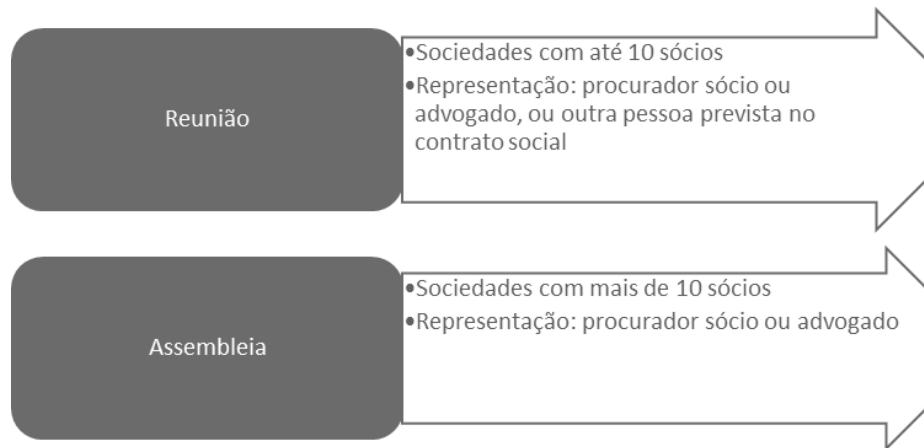 Reunião
•Sociedades com até 10 sócios
•Representação: procurador sócio ou
advogado, ou outra pessoa prevista no
contrato social
Assembleia
•Sociedades com mais de 10 sócios
•Representação: procurador sócio ou advogado